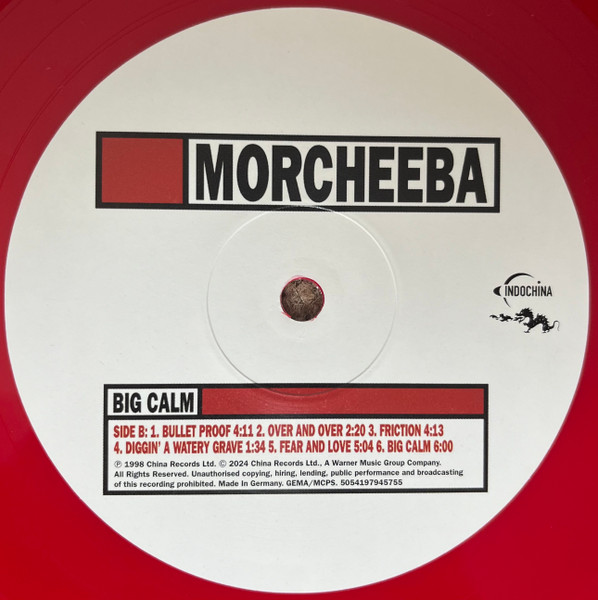 MORCHEEBA
INDOCHINA
BIG CALM
SIDE B: 1. BULLET PROOF 4:11 2. OVER AND OVER 2:20 3. FRICTION 4:13
4. DIGGIN' A WATERY GRAVE 1:34 5. FEAR AND LOVE 5:04 6. BIG CALM 6:00
℗ 1998 China Records Ltd. © 2024 China Records Ltd., A Warner Music Group Company.
All Rights Reserved. Unauthorised copying, hiring, lending, public performance and broadcasting
of this recording prohibited. Made In Germany. GEMA/MCPS. 5054197945755